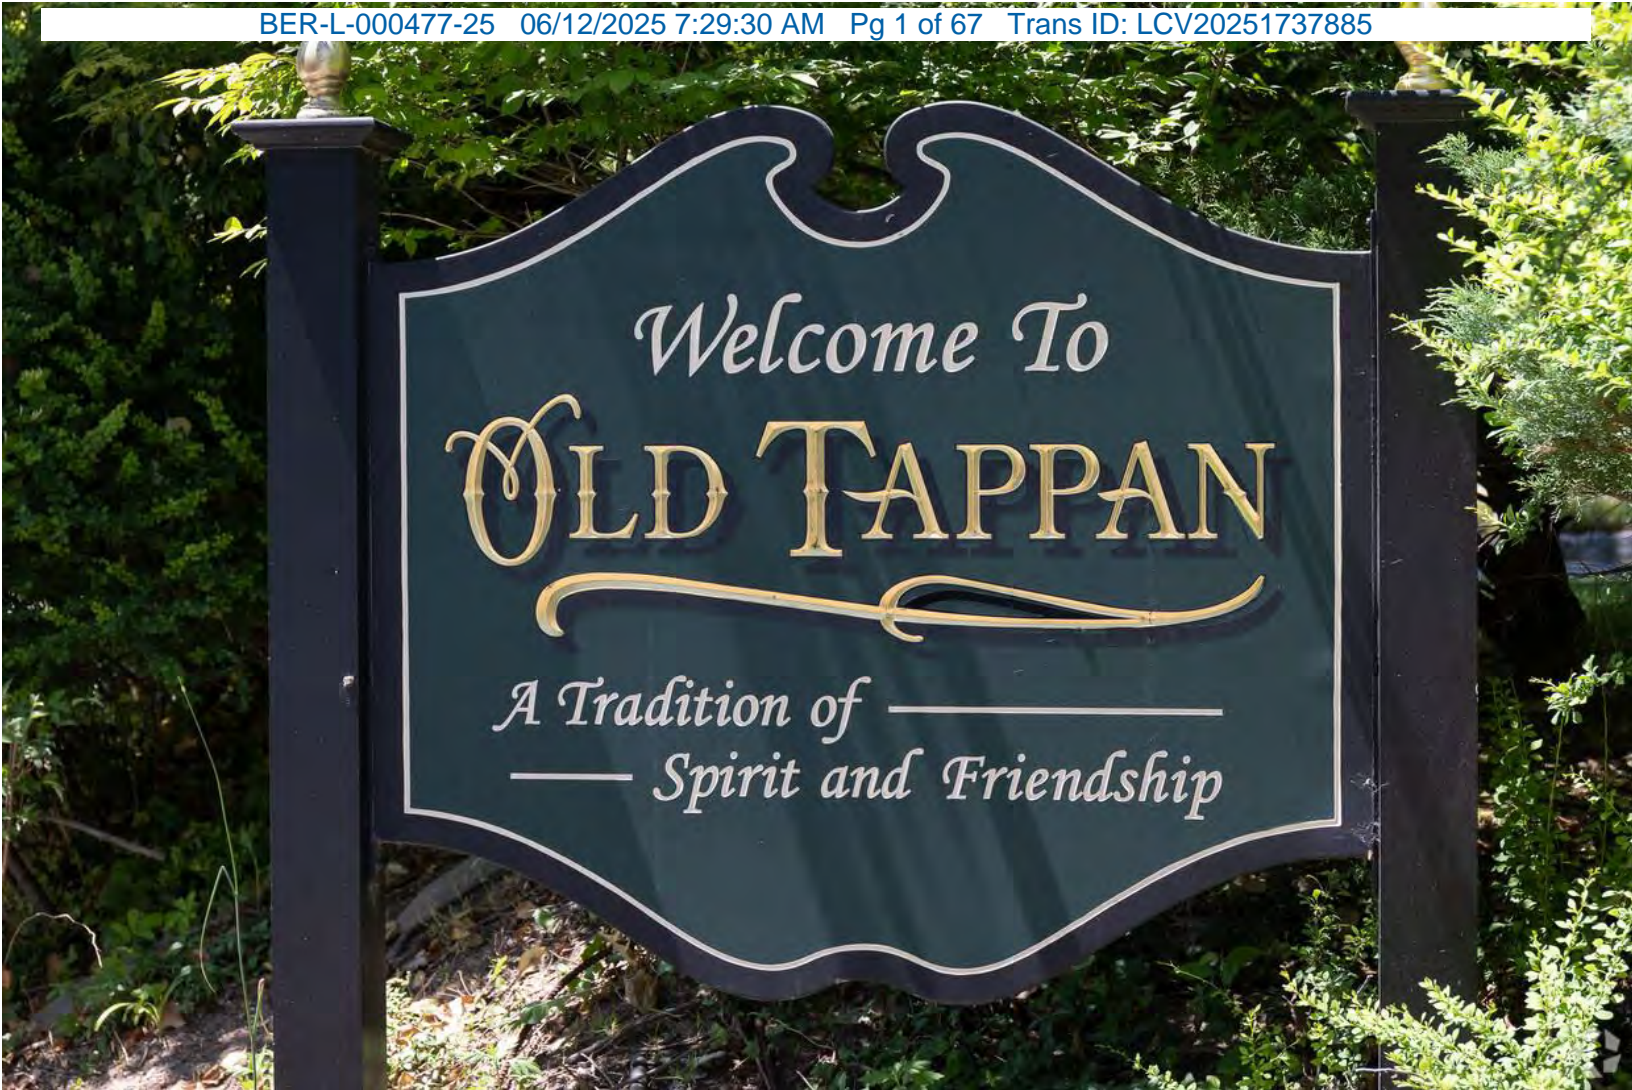 BER-L-000477-25 06/12/2025 7:29:30 AM Pg 1 of 67 Trans ID: LCV20251737885
Welcome To
OLD TAPPAN
A Tradition of
Spirit and Friendship